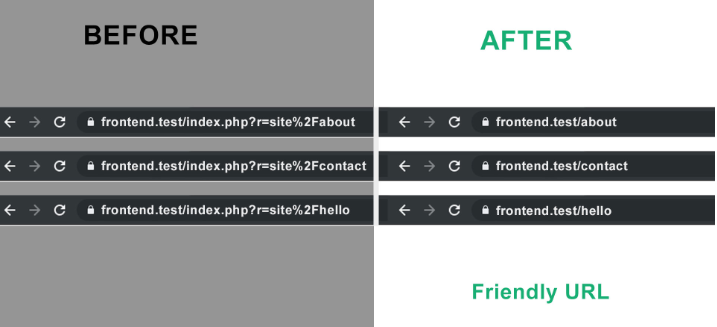 BEFORE
AFTER
frontend.test/index.php?r=site%2Fabout
frontend.test/about
frontend.test/index.php?r=site%2Fcontact
frontend.test/contact
frontend.test/index.php?r=site%2Fhello
frontend.test/hello
Friendly URL